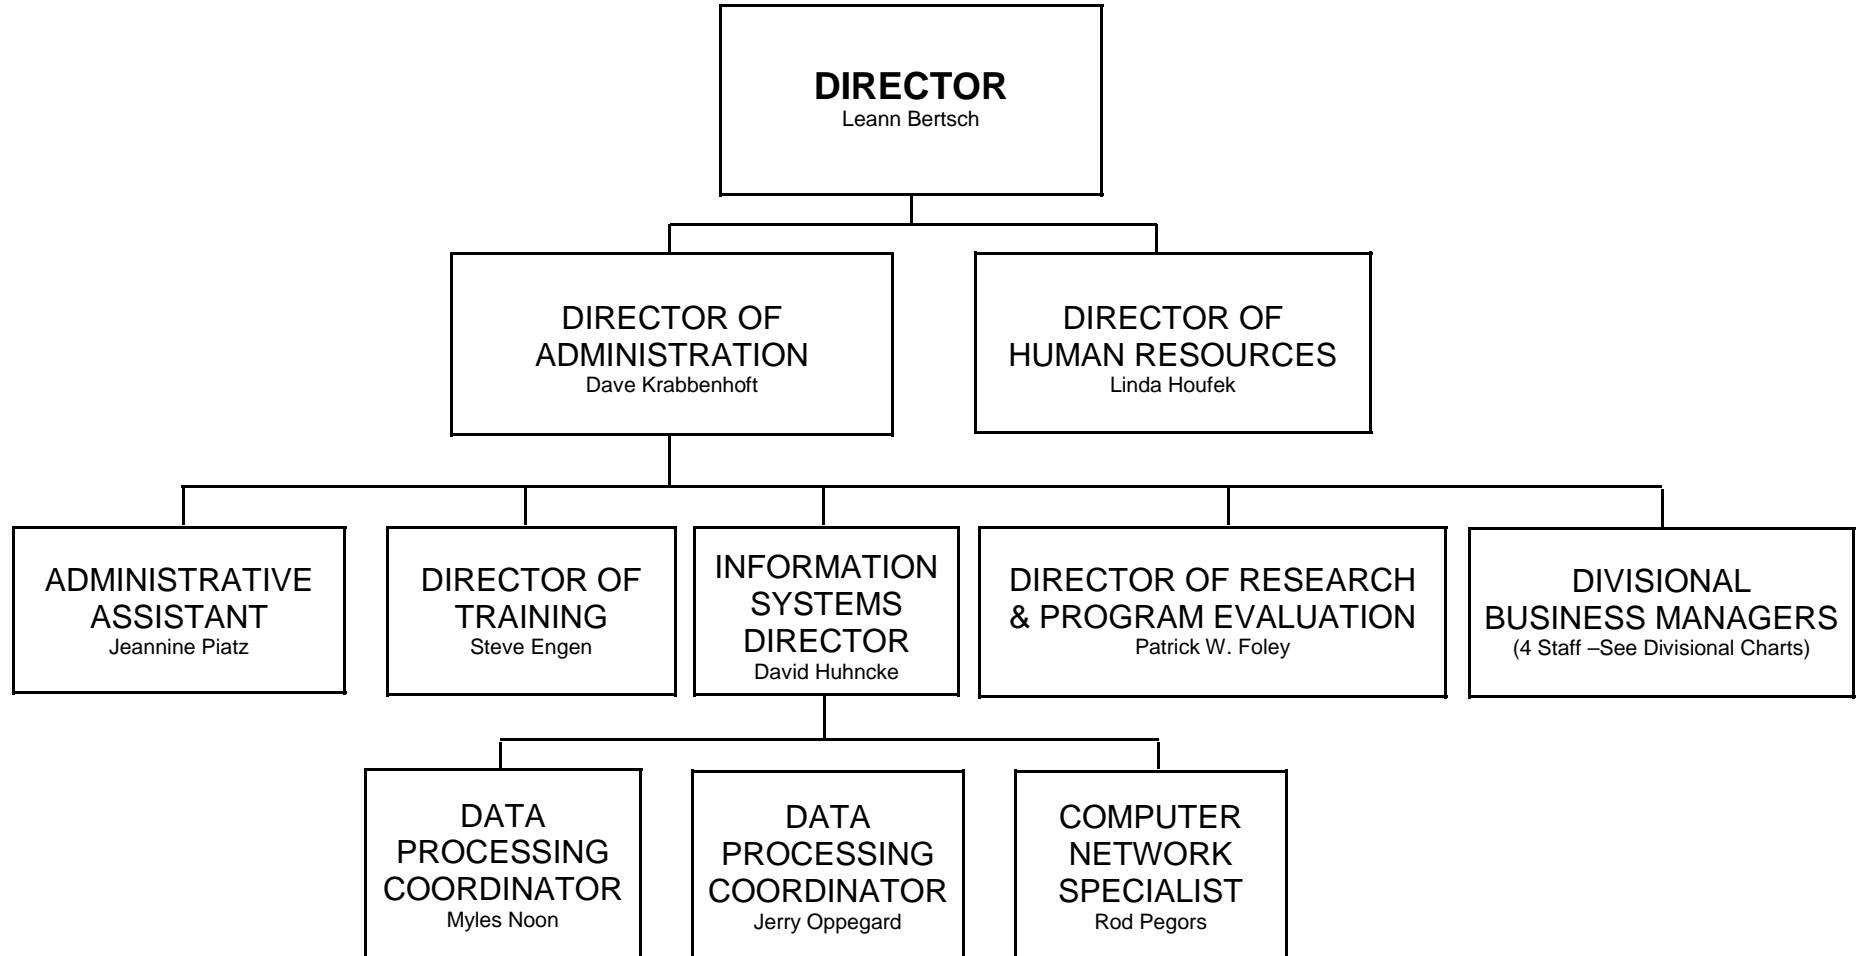 DIRECTOR
Leann Bertsch
DIRECTOR OF
ADMINISTRATION
Dave Krabbenhoft
DIRECTOR OF
HUMAN RESOURCES
Linda Houfek
ADMINISTRATIVE
ASSISTANT
Jeannine Piatz
DIRECTOR OF
TRAINING
Steve Engen
INFORMATION
SYSTEMS
DIRECTOR
David Huhncke
DIRECTOR OF RESEARCH
& PROGRAM EVALUATION
Patrick W. Foley
DIVISIONAL
BUSINESS MANAGERS
(4 Staff –See Divisional Charts)
DATA
PROCESSING
COORDINATOR
Myles Noon
DATA
PROCESSING
COORDINATOR
Jerry Oppegard
COMPUTER
NETWORK
SPECIALIST
Rod Pegors